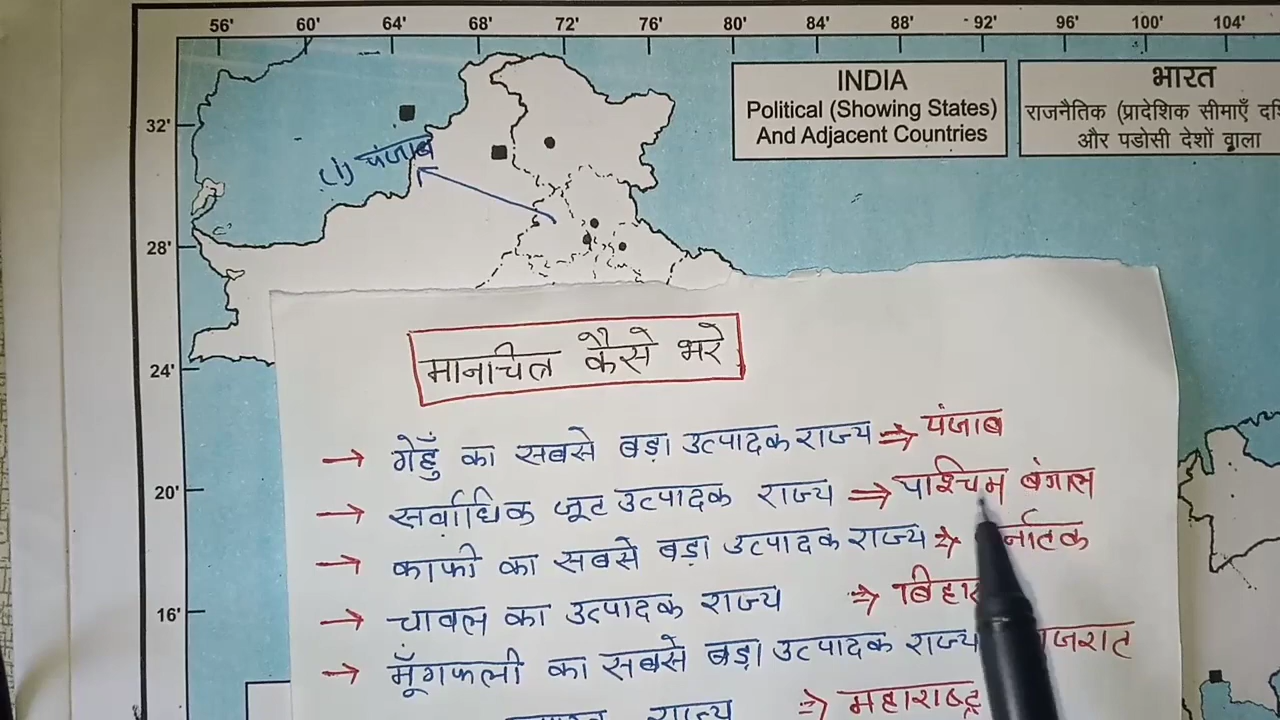 56' 60' 64' 68' 72' 76' 80' 84' 88' 92' 96' 100' 104'
INDIA
Political (Showing States)
And Adjacent Countries
भारत
राजनैतिक (प्रादेशिक सीमाएँ
और पडोसी देशों वाला
32'
(1) पंजाब
28'
24'
20'
16'
मानचित्र कैसे भरे
→ गेहुँ का सबसे बड़ा उत्पादक राज्य ⇒ पंजाब
→ सर्वाधिक जूट उत्पादक राज्य ⇒ पाश्चिम बंगाल
→ काफी का सबसे बड़ा उत्पादक राज्य ⇒ र्नाटक
→ चावल का उत्पादक राज्य ⇒ बिहा
→ मूँगफली का सबसे बड़ा उत्पादक राज्य जरात
राज्य ⇒ महाराष्ट्र